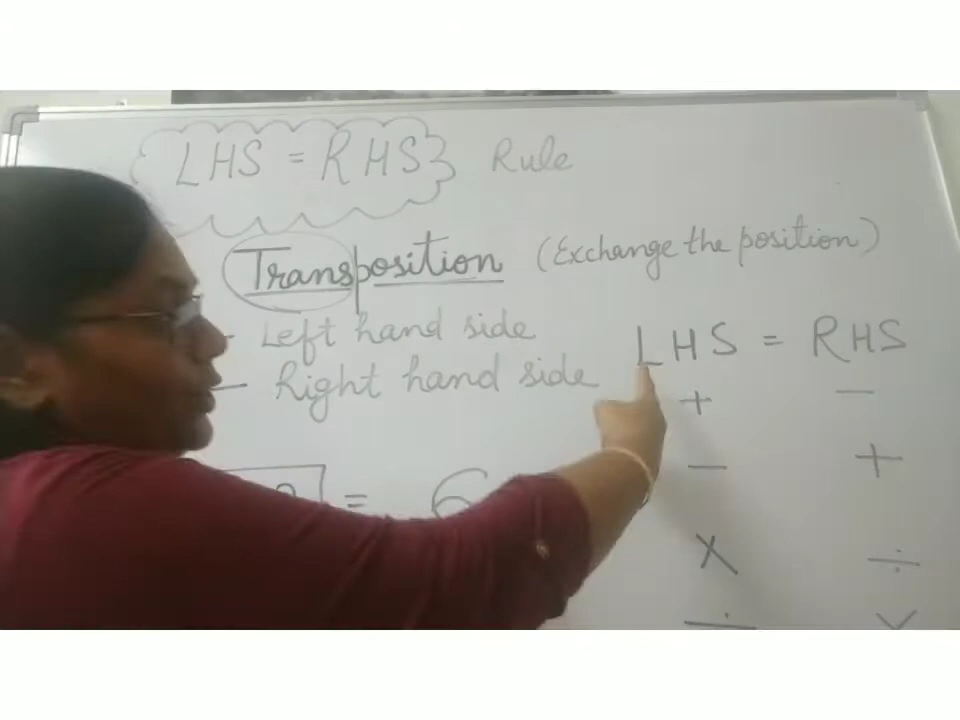 LHS = RHS Rule
Transposition (Exchange the position)
Left hand side
Right hand side
LHS = RHS
+ −
− +
× ÷
÷ ×
= 6